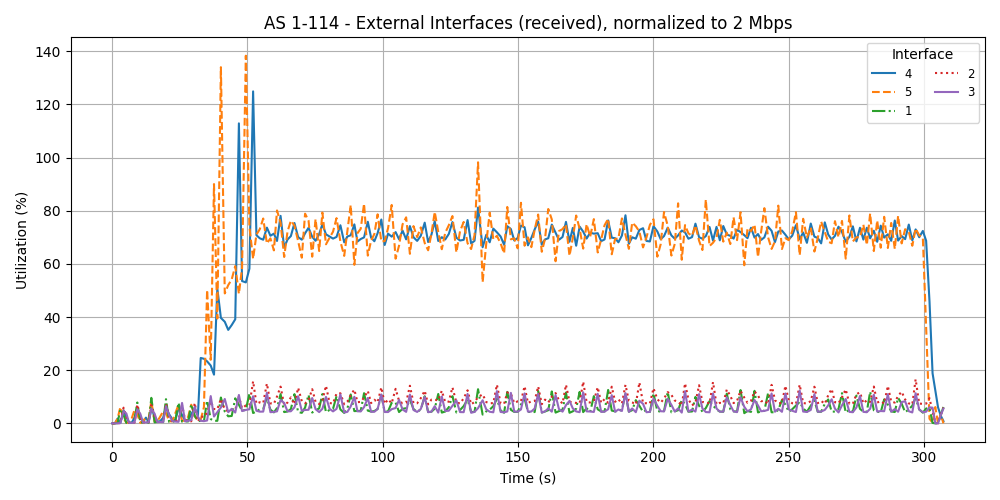 AS 1-114 - External Interfaces (received), normalized to 2 Mbps
Utilization (%)
140
120
100
80
60
40
20
0
0 50 100 150 200 250 300
Time (s)
Interface
4 2
5 3
1